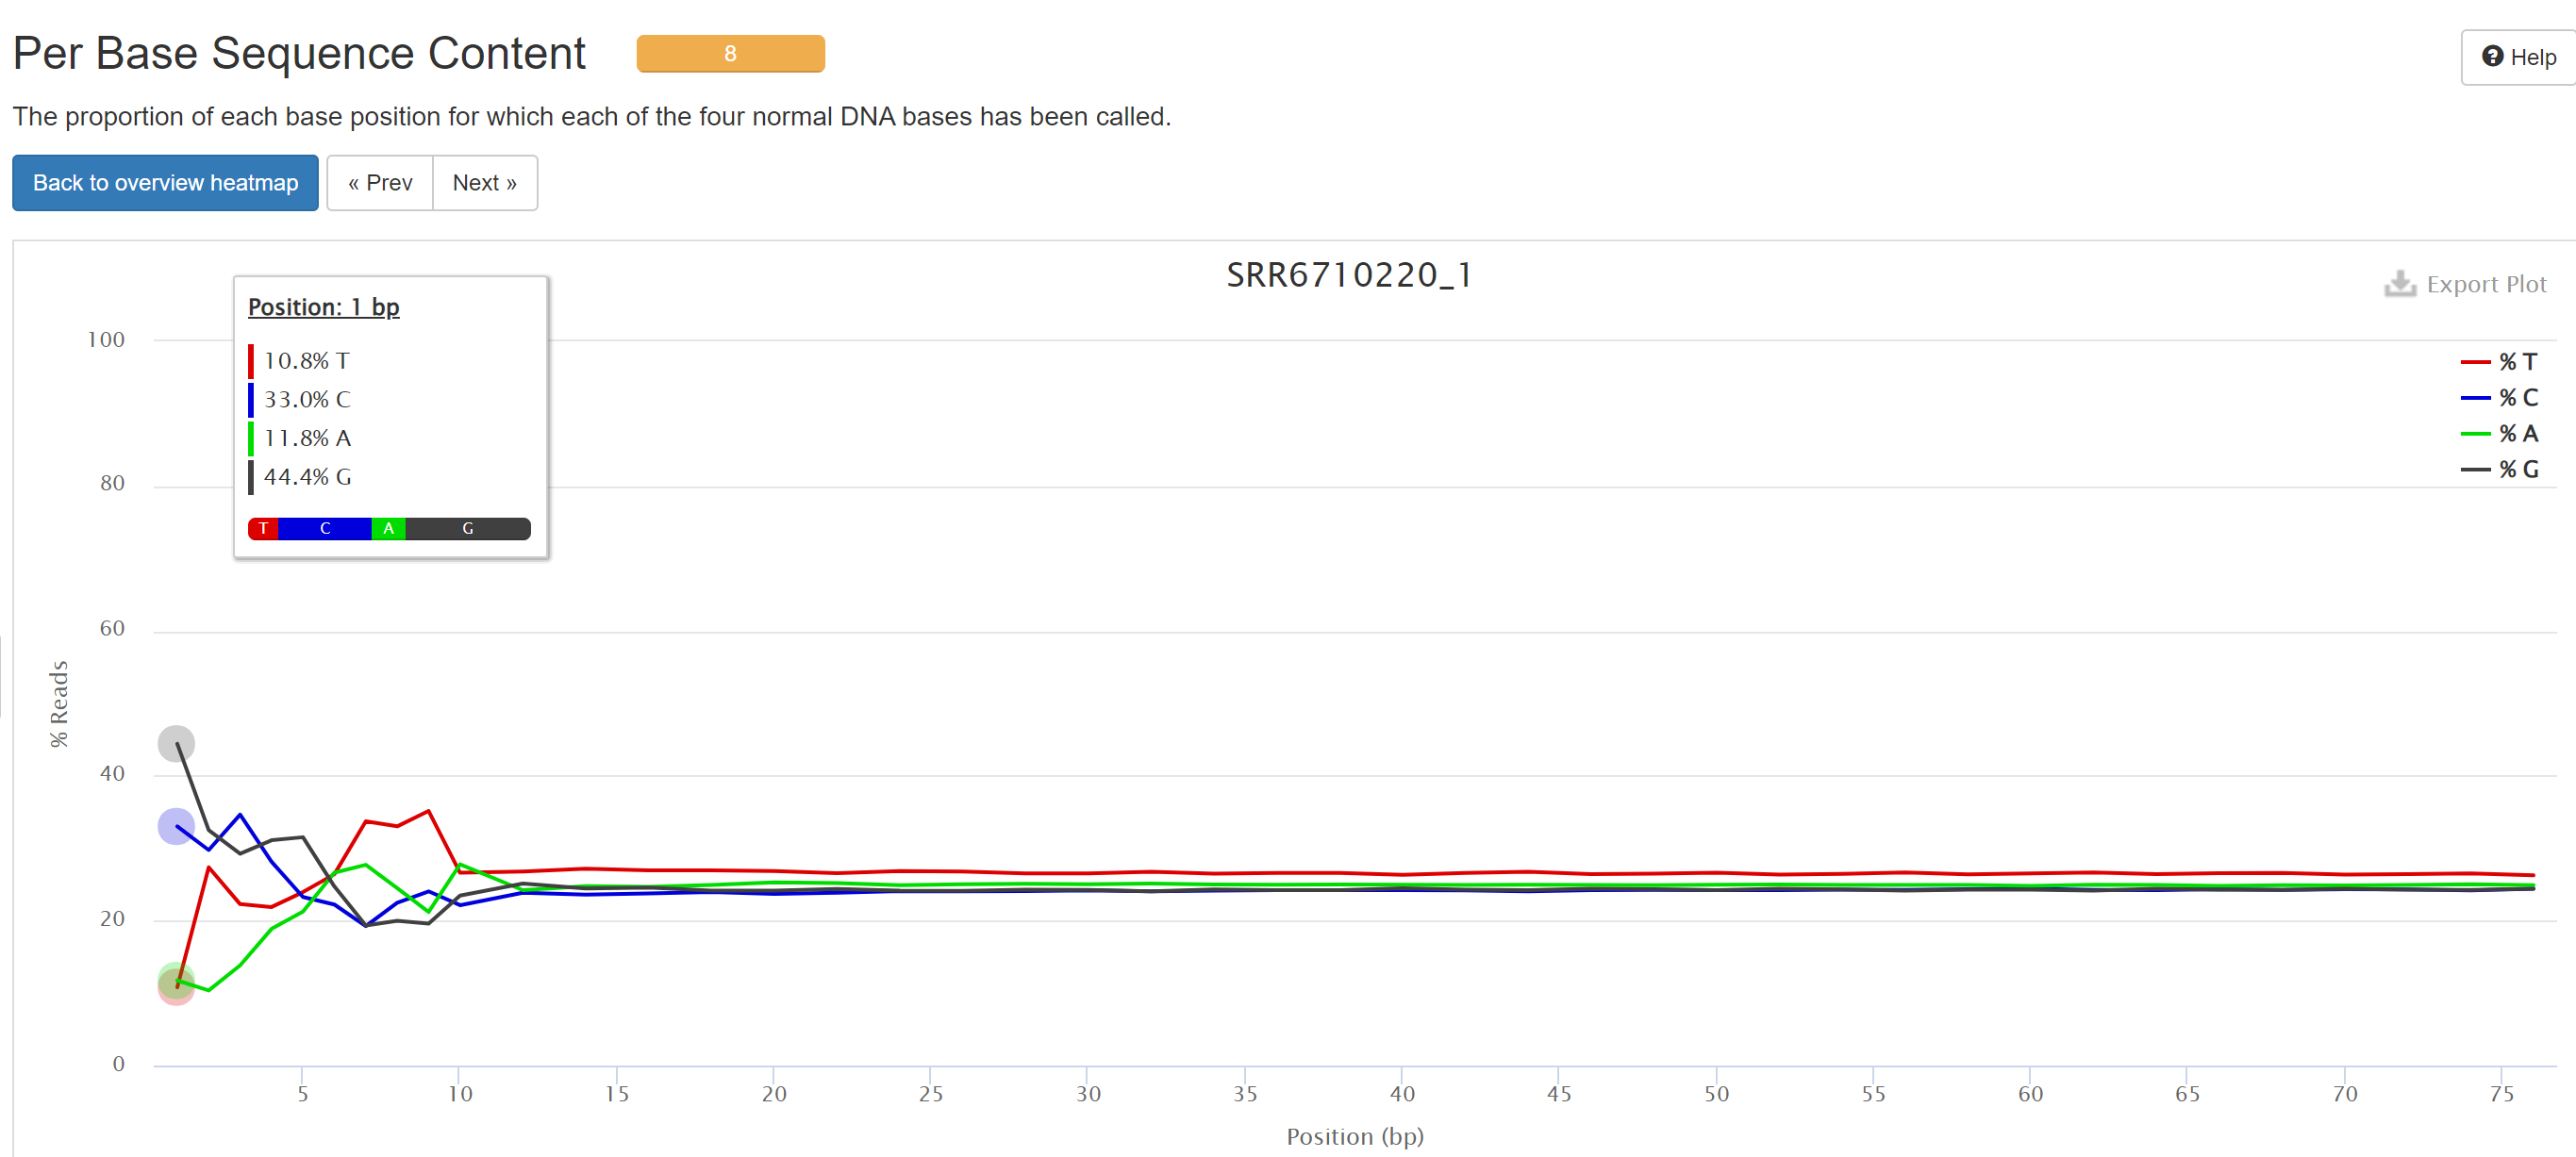 Per Base Sequence Content 8
Help
The proportion of each base position for which each of the four normal DNA bases has been called.
Back to overview heatmap « Prev Next »
SRR6710220_1
Export Plot
Position: 1 bp
10.8% T
33.0% C
11.8% A
44.4% G
T C A G
% T
% C
% A
% G
% Reads
100
80
60
40
20
0
5 10 15 20 25 30 35 40 45 50 55 60 65 70 75
Position (bp)